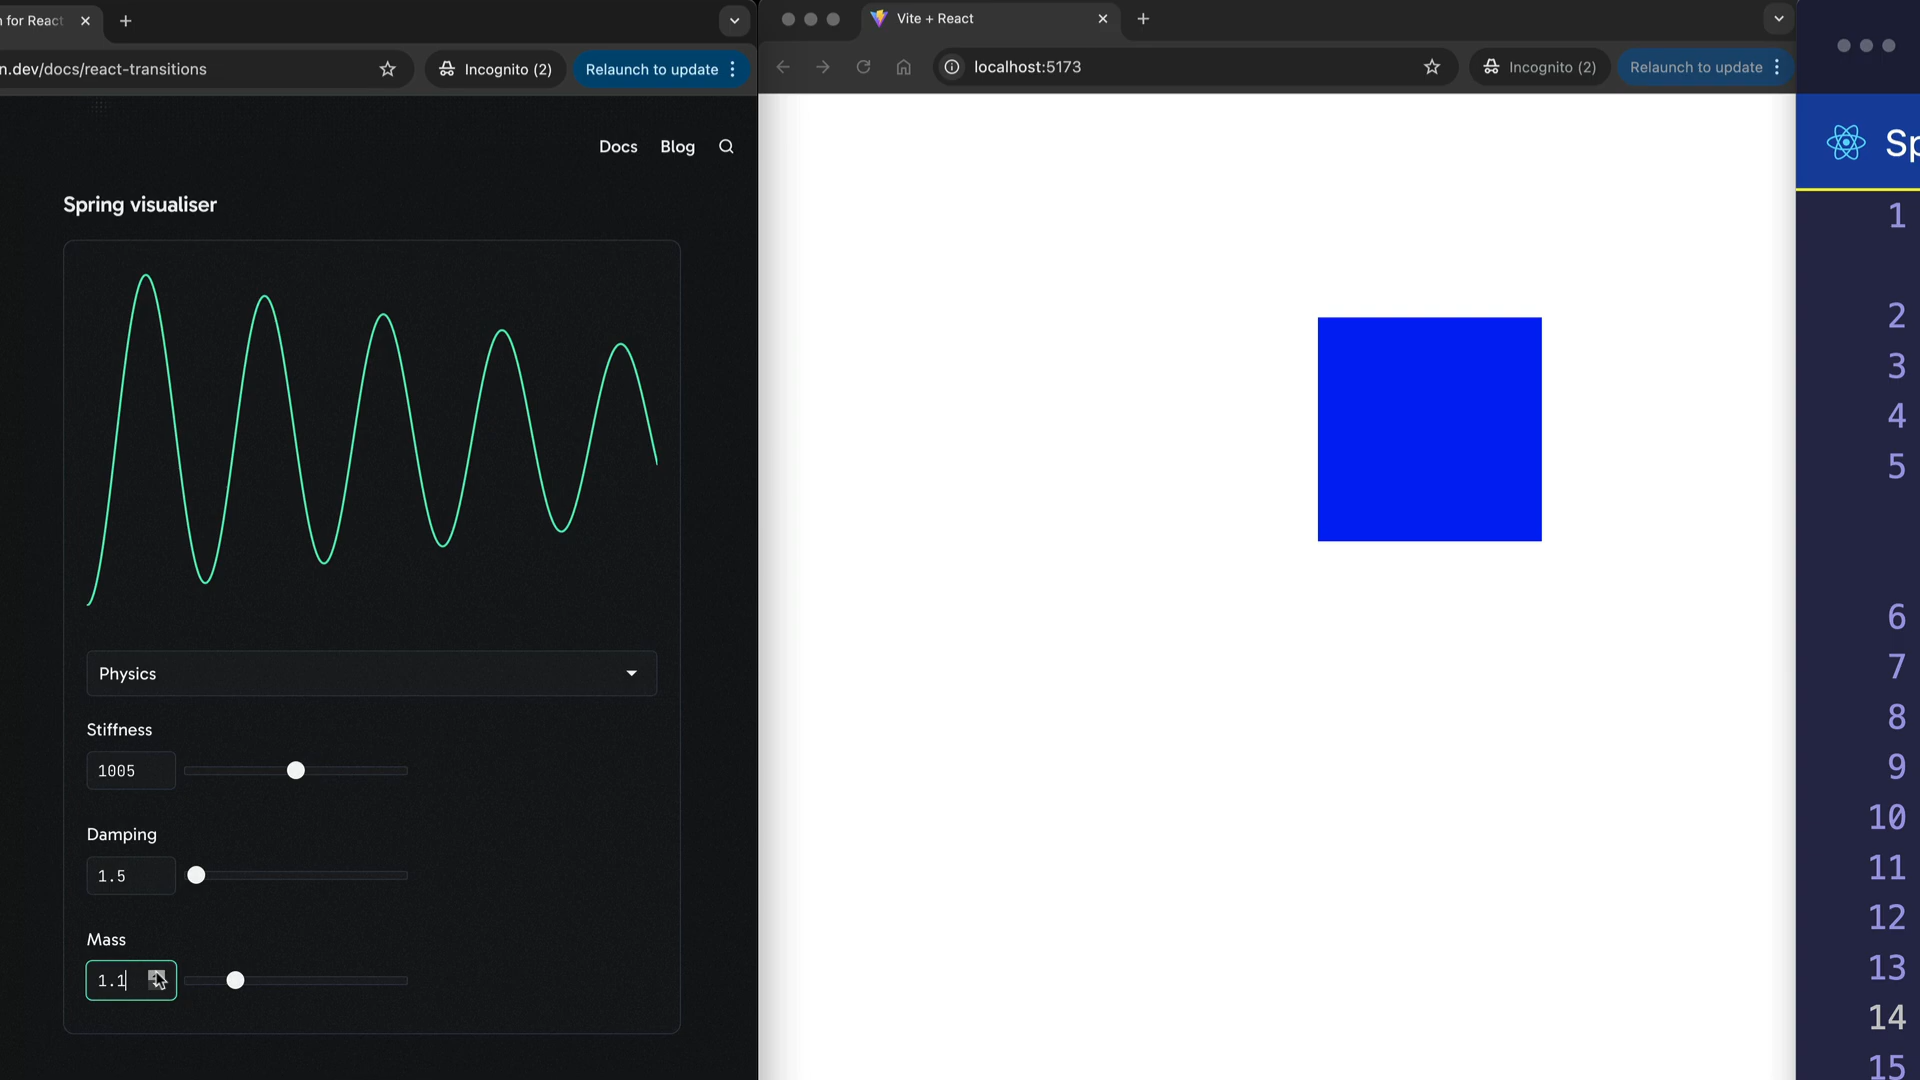 n for React
n.dev/docs/react-transitions
Incognito (2)
Relaunch to update
Docs
Blog
Spring visualiser
Physics
Stiffness
1005
Damping
1.5
Mass
1.1
Vite + React
localhost:5173
Incognito (2)
Relaunch to update
Sp
1
2
3
4
5
6
7
8
9
10
11
12
13
14
15